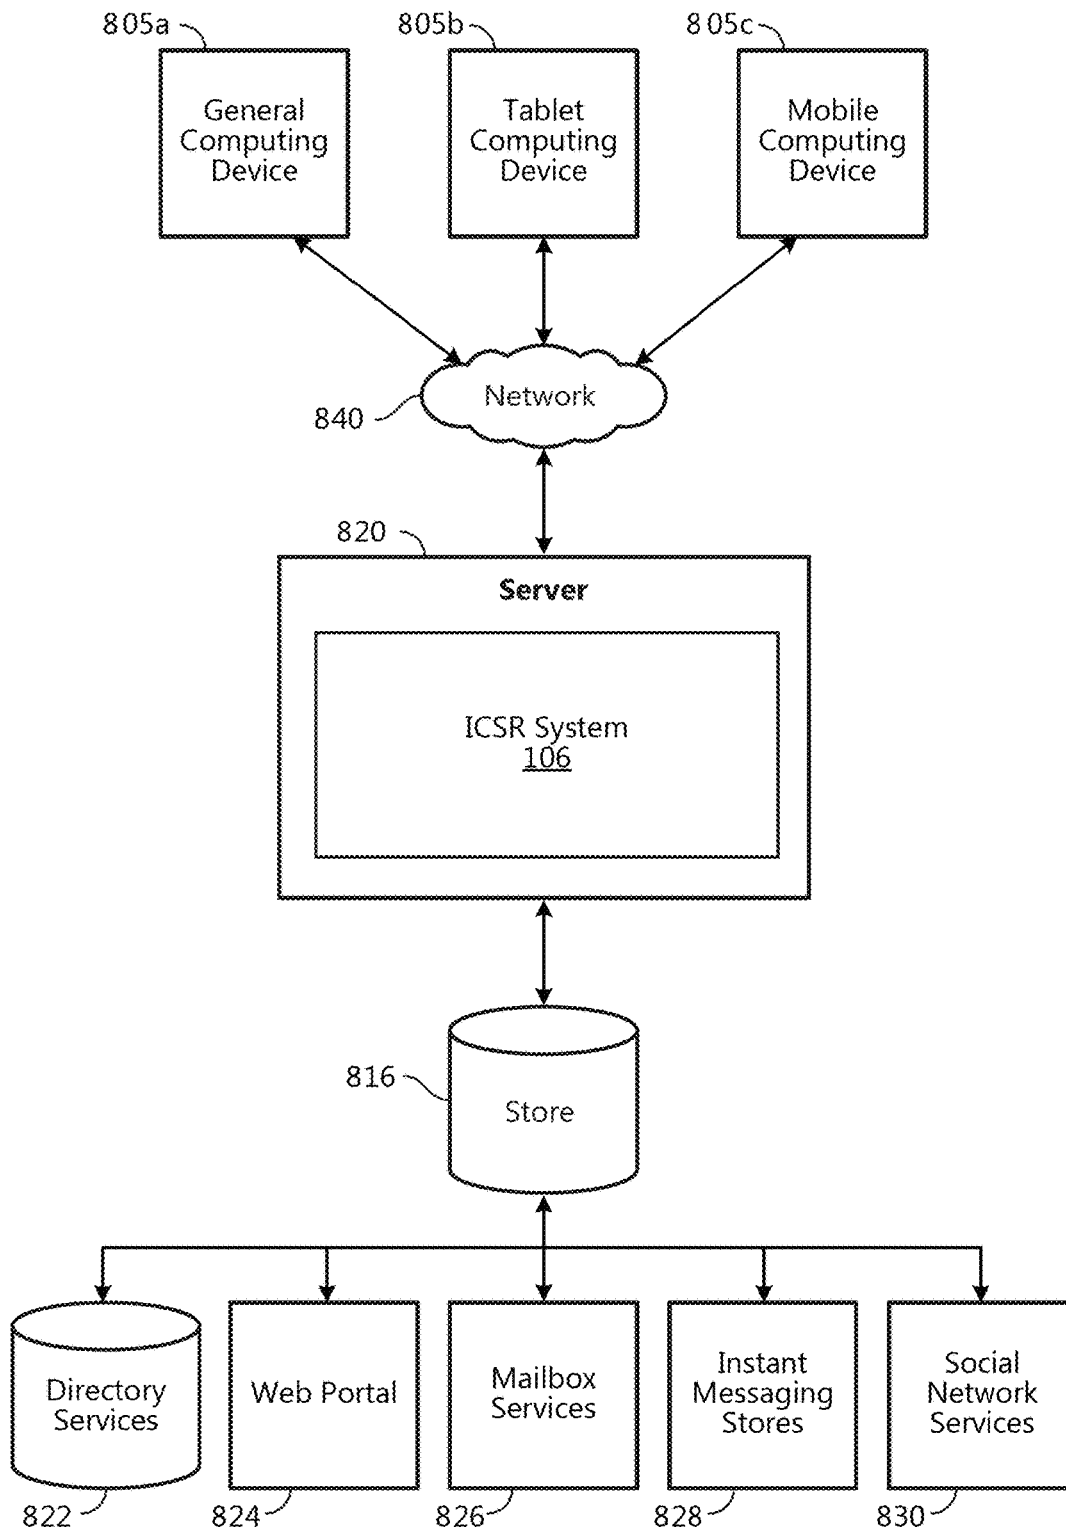 805a
805b
805c
General
Computing
Device
Tablet
Computing
Device
Mobile
Computing
Device
Network
840
820
Server
ICSR System
106
816
Store
Directory
Services
Web Portal
Mailbox
Services
Instant
Messaging
Stores
Social
Network
Services
822
824
826
828
830